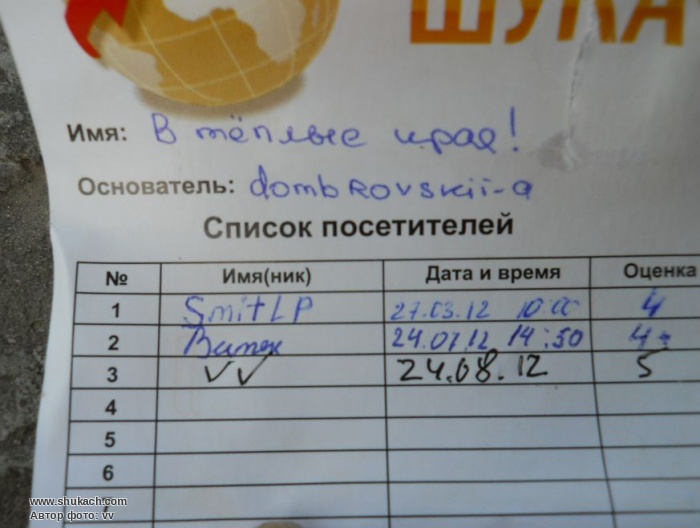 ШУКА
Имя: В тёплые края!
Основатель: dombrovskii-a
Список посетителей
№ Имя(ник) Дата и время Оценка
1 SmitLP 27.03.12 10:00 4
2 24.07.12 14:50 4+
3 VV 24.08.12 5
4
5
6
www.shukach.com
Автор фото: vv